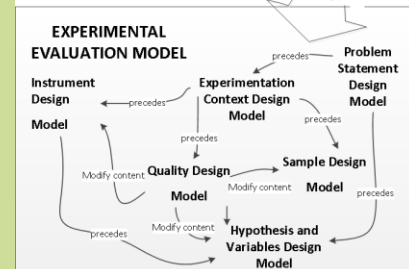 EXPERIMENTAL
EVALUATION MODEL
precedes
Problem
Statement
Design
Model
Instrument
Design
Model
precedes
Experimentation
Context Design
Model
precedes
precedes
Modify content
Quality Design
Model
Modify content
Sample Design
Model
precedes
precedes
Modify content
Hypothesis and
Variables Design
Model